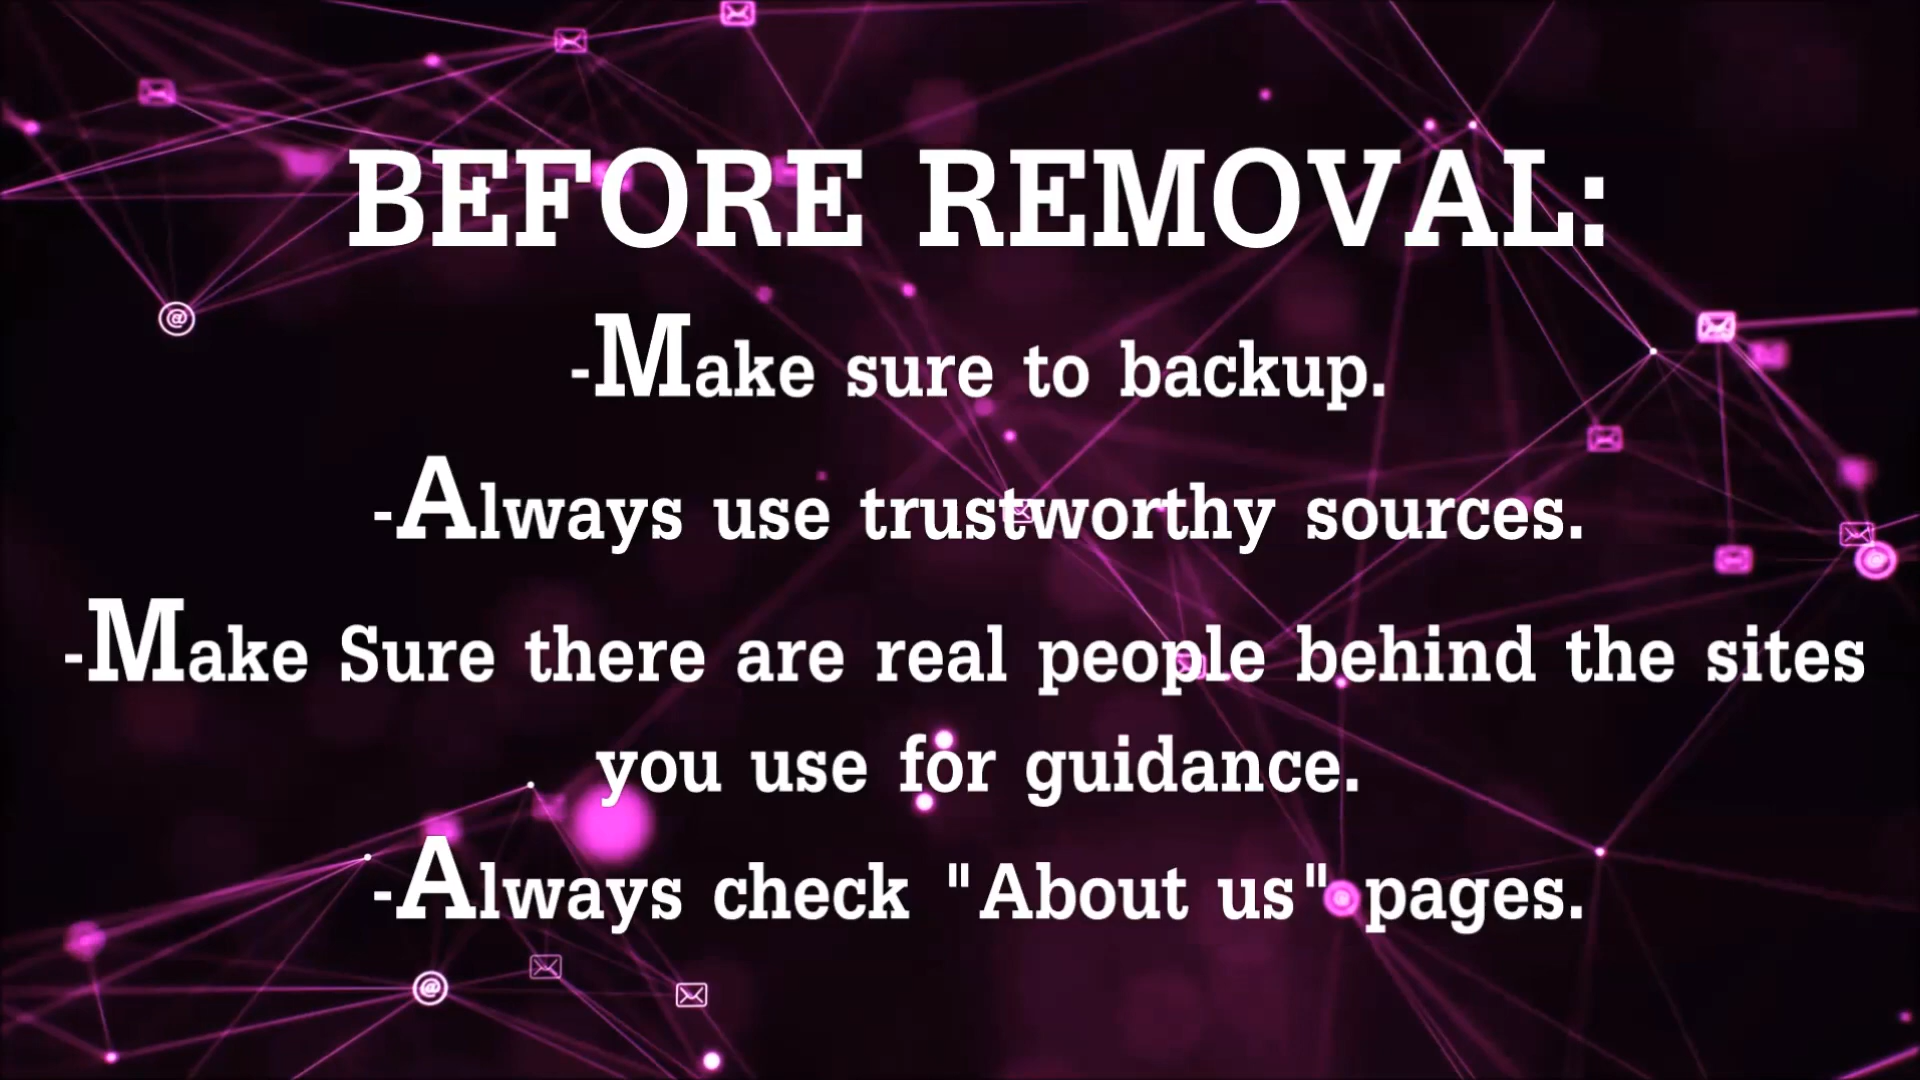 BEFORE REMOVAL:
-Make sure to backup.
-Always use trustworthy sources.
-Make Sure there are real people behind the sites
you use for guidance.
-Always check "About us" pages.